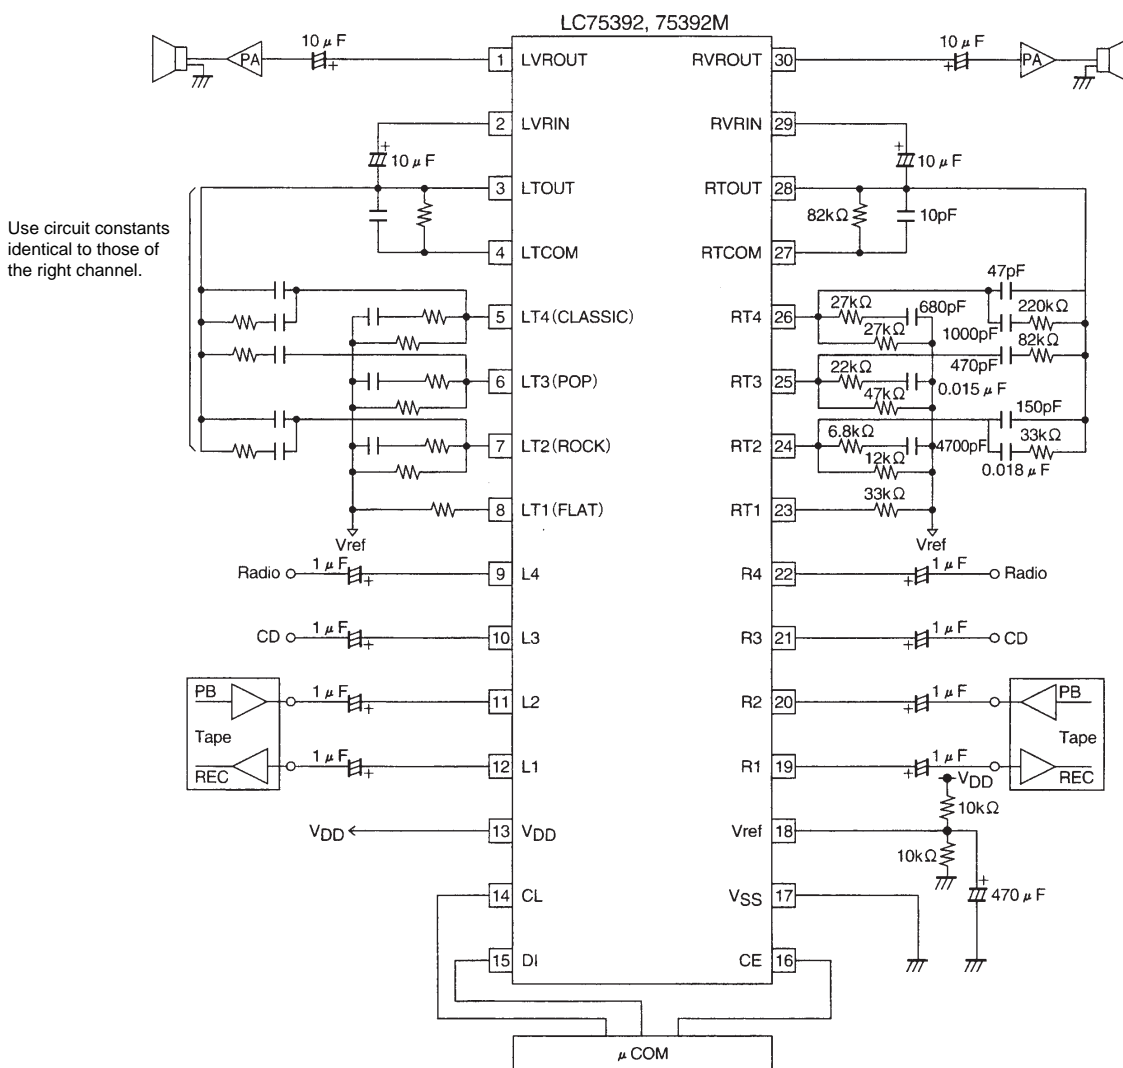 LC75392, 75392M
10 μF
PA
1 LVROUT
RVROUT 30
10 μF
PA
2 LVRIN
RVRIN 29
10 μF
10 μF
3 LTOUT
RTOUT 28
82kΩ
10pF
Use circuit constants
identical to those of
the right channel.
4 LTCOM
RTCOM 27
47pF
5 LT4(CLASSIC)
RT4 26
27kΩ
680pF
27kΩ
1000pF
220kΩ
82kΩ
470pF
6 LT3(POP)
RT3 25
22kΩ
0.015 μF
47kΩ
150pF
7 LT2(ROCK)
RT2 24
6.8kΩ
4700pF
33kΩ
12kΩ
0.018 μF
8 LT1(FLAT)
RT1 23
33kΩ
Vref
Vref
Radio 1 μF 9 L4
R4 22 1 μF Radio
CD 1 μF 10 L3
R3 21 1 μF CD
PB 1 μF 11 L2
R2 20 1 μF PB
Tape
Tape
REC 1 μF 12 L1
R1 19 1 μF REC
VDD
10kΩ
VDD 13 VDD
Vref 18
10kΩ
470 μF
14 CL
VSS 17
15 DI
CE 16
μ COM